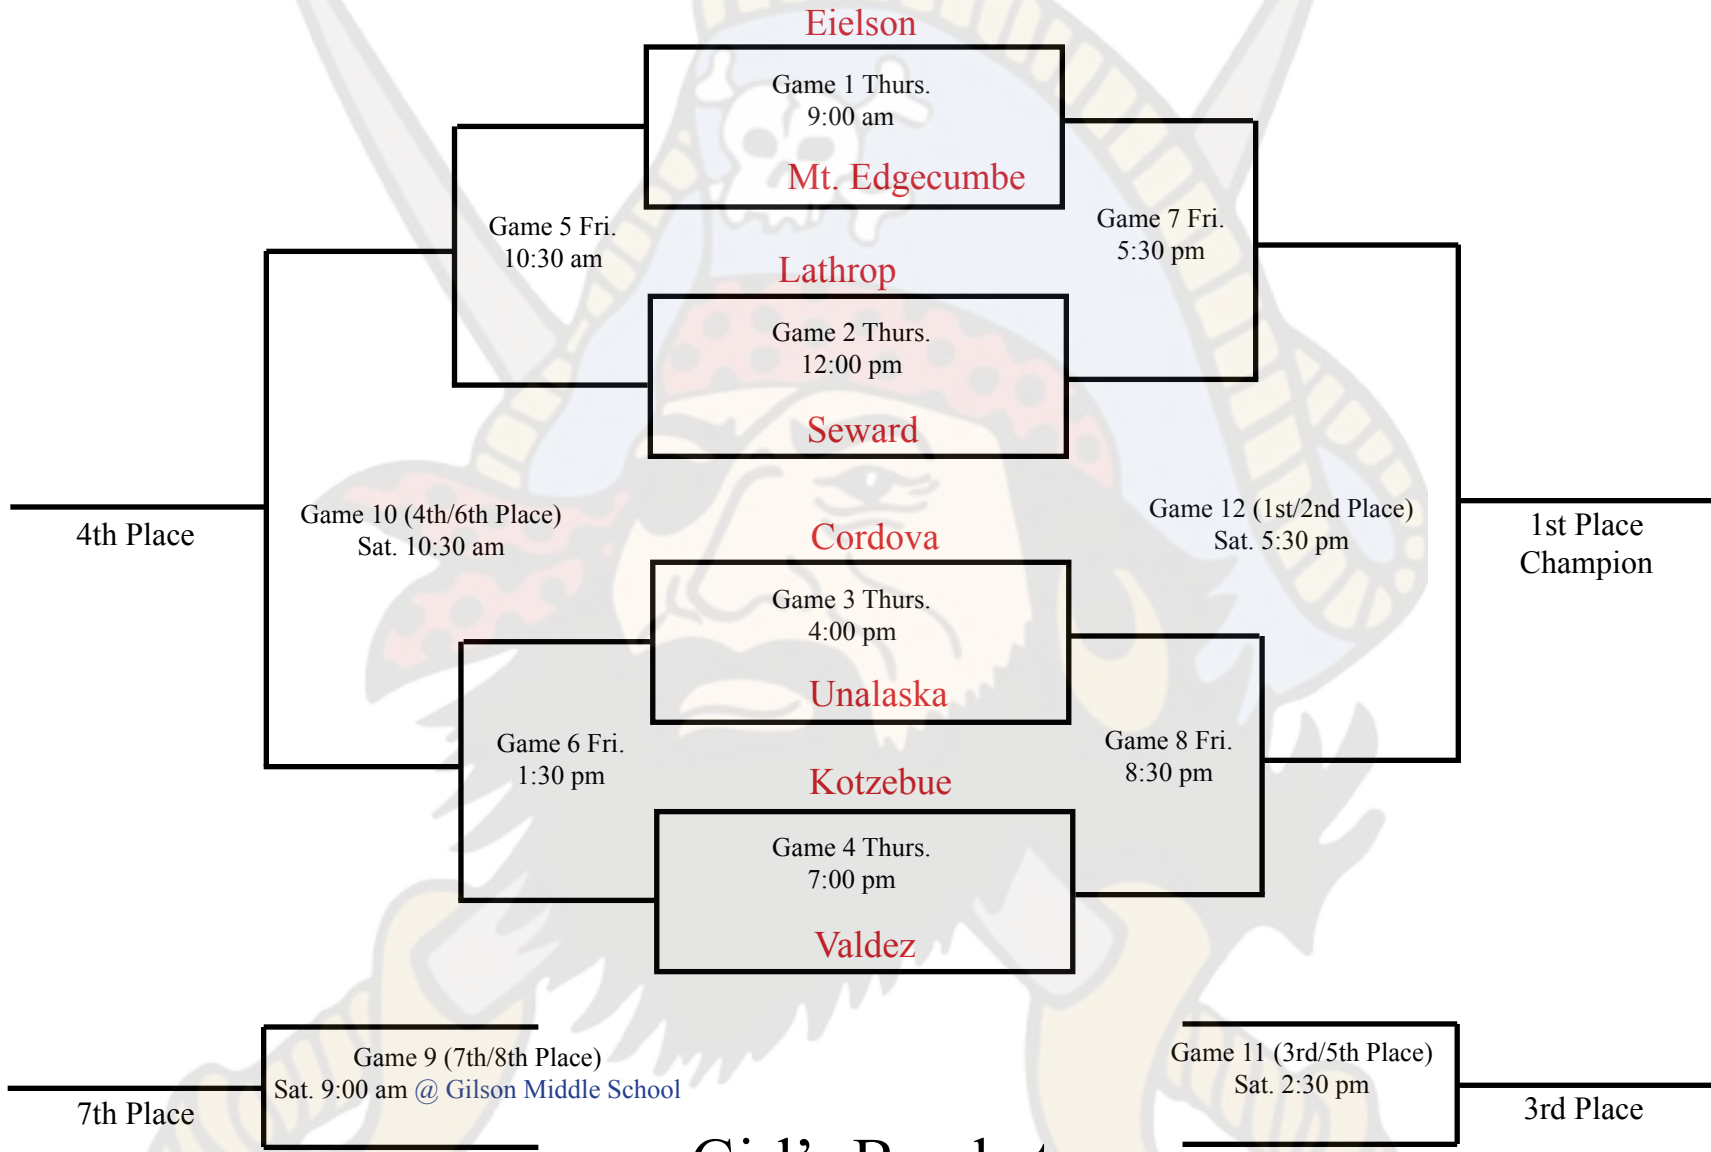 Eielson
Game 1 Thurs.
9:00 am
Mt. Edgecumbe
Game 5 Fri.
10:30 am
Game 7 Fri.
5:30 pm
Lathrop
Game 2 Thurs.
12:00 pm
Seward
4th Place
Game 10 (4th/6th Place)
Sat. 10:30 am
Cordova
Game 12 (1st/2nd Place)
Sat. 5:30 pm
1st Place
Champion
Game 3 Thurs.
4:00 pm
Unalaska
Game 6 Fri.
1:30 pm
Game 8 Fri.
8:30 pm
Kotzebue
Game 4 Thurs.
7:00 pm
Valdez
Game 9 (7th/8th Place)
Sat. 9:00 am @ Gilson Middle School
7th Place
Game 11 (3rd/5th Place)
Sat. 2:30 pm
3rd Place